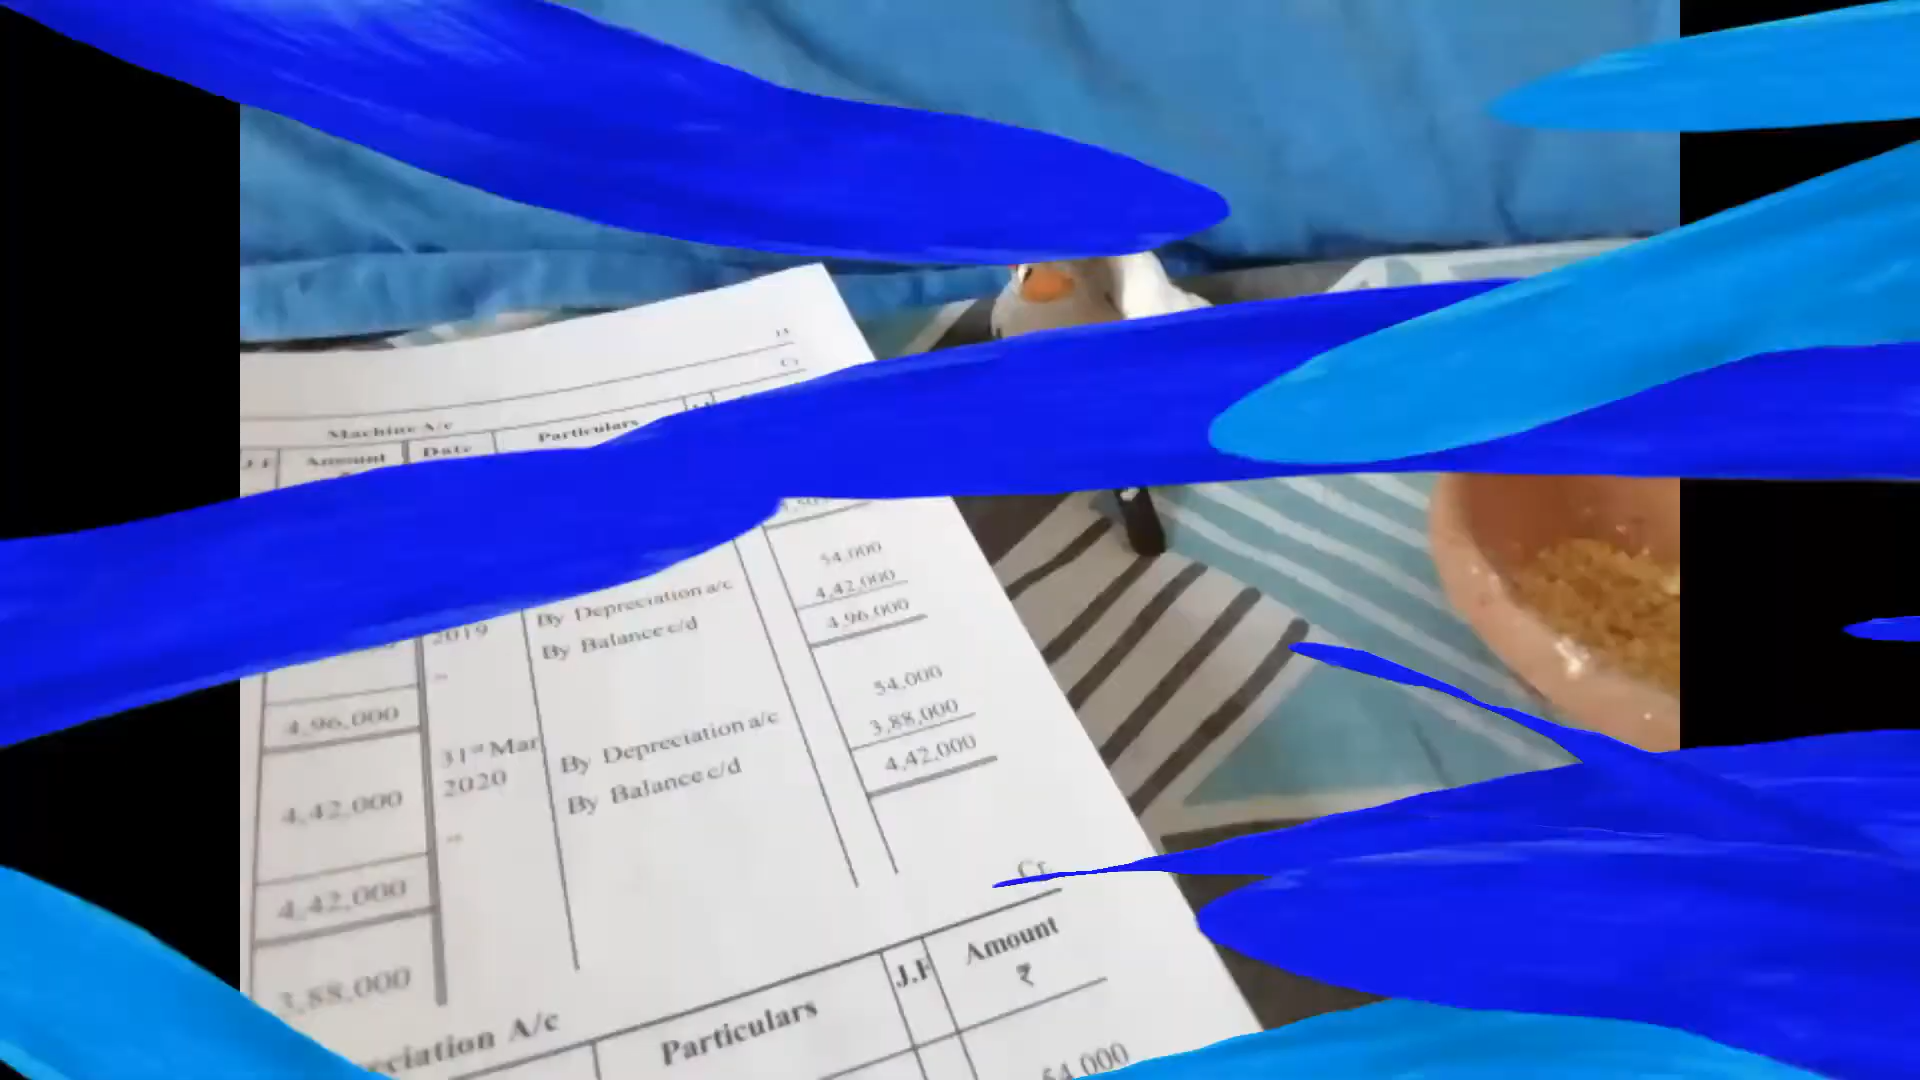 Cr
Machine A/c
J.F Amount Date Particulars
54,000
By Depreciation a/c 4,42,000
2019 By Balance c/d 4,96,000
"
54,000
4,96,000 3,88,000
31st Mar By Depreciation a/c 4,42,000
4,42,000 2020 By Balance c/d
"
4,42,000
Cr.
3,88,000 J.F Amount
₹
eciation A/c Particulars
54,000